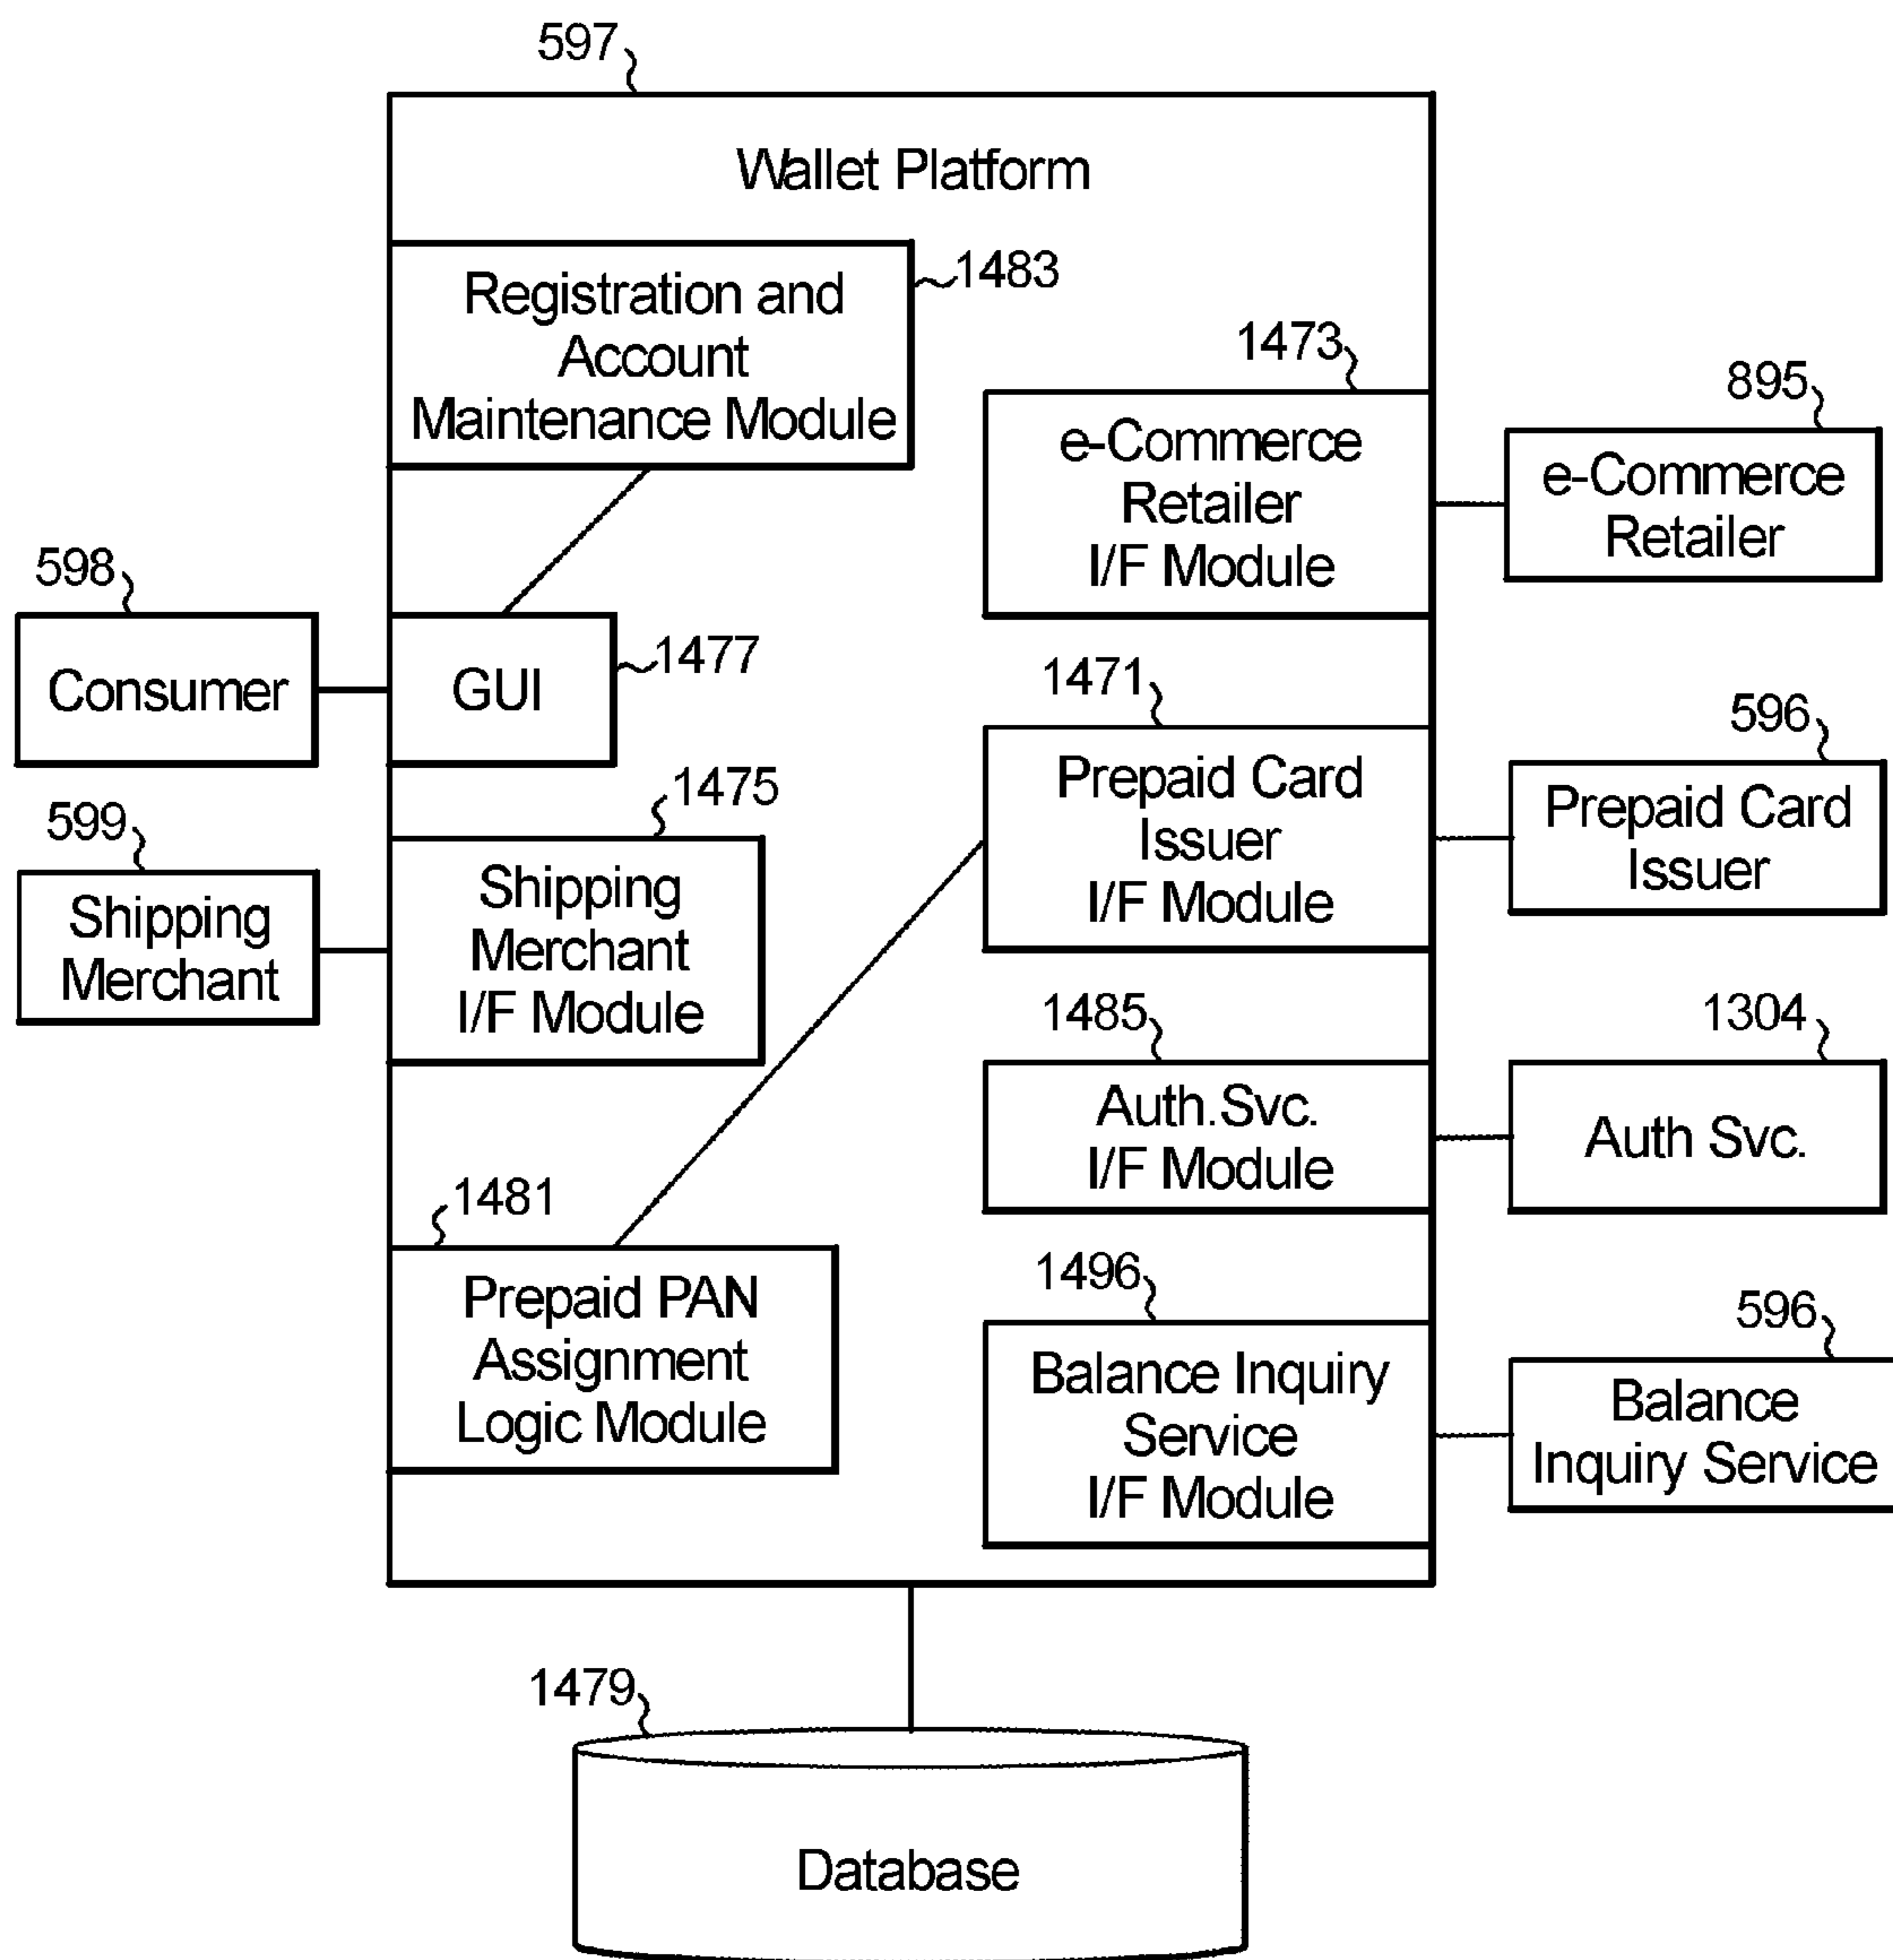 597
Wallet Platform
Registration and
Account
Maintenance Module
1483
1473
e-Commerce
Retailer
I/F Module
895
e-Commerce
Retailer
598
Consumer
GUI
1477
1471
Prepaid Card
Issuer
I/F Module
596
Prepaid Card
Issuer
599
Shipping
Merchant
1475
Shipping
Merchant
I/F Module
1485
Auth.Svc.
I/F Module
1304
Auth Svc.
1481
Prepaid PAN
Assignment
Logic Module
1496
Balance Inquiry
Service
I/F Module
596
Balance
Inquiry Service
1479
Database